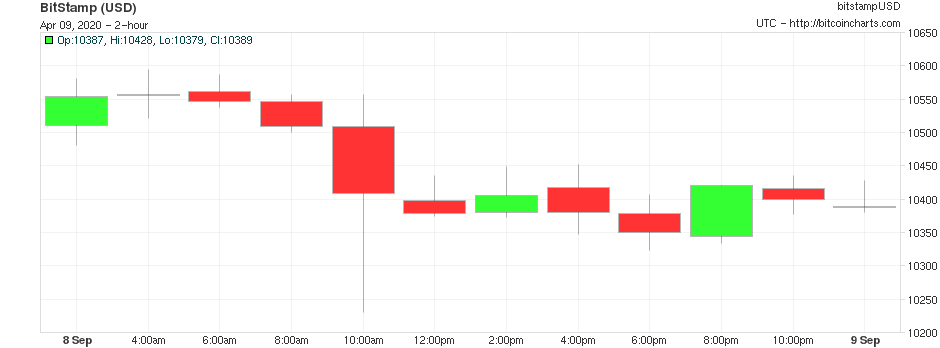 BitStamp (USD)
bitstampUSD
Apr 09, 2020 - 2-hour
UTC - http://bitcoincharts.com
Op:10387, Hi:10428, Lo:10379, Cl:10389
10650
10600
10550
10500
10450
10400
10350
10300
10250
10200
8 Sep 4:00am 6:00am 8:00am 10:00am 12:00pm 2:00pm 4:00pm 6:00pm 8:00pm 10:00pm 9 Sep